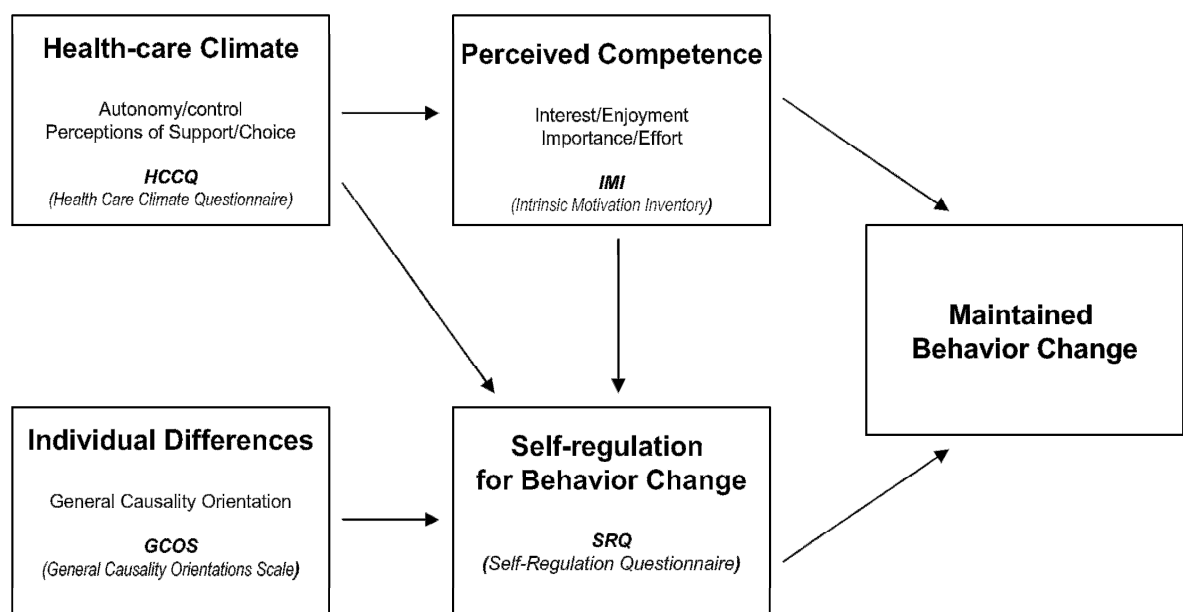 Health-care Climate
Autonomy/control
Perceptions of Support/Choice
HCCQ
(Health Care Climate Questionnaire)
Perceived Competence
Interest/Enjoyment
Importance/Effort
IMI
(Intrinsic Motivation Inventory)
Maintained
Behavior Change
Individual Differences
General Causality Orientation
GCOS
(General Causality Orientations Scale)
Self-regulation
for Behavior Change
SRQ
(Self-Regulation Questionnaire)